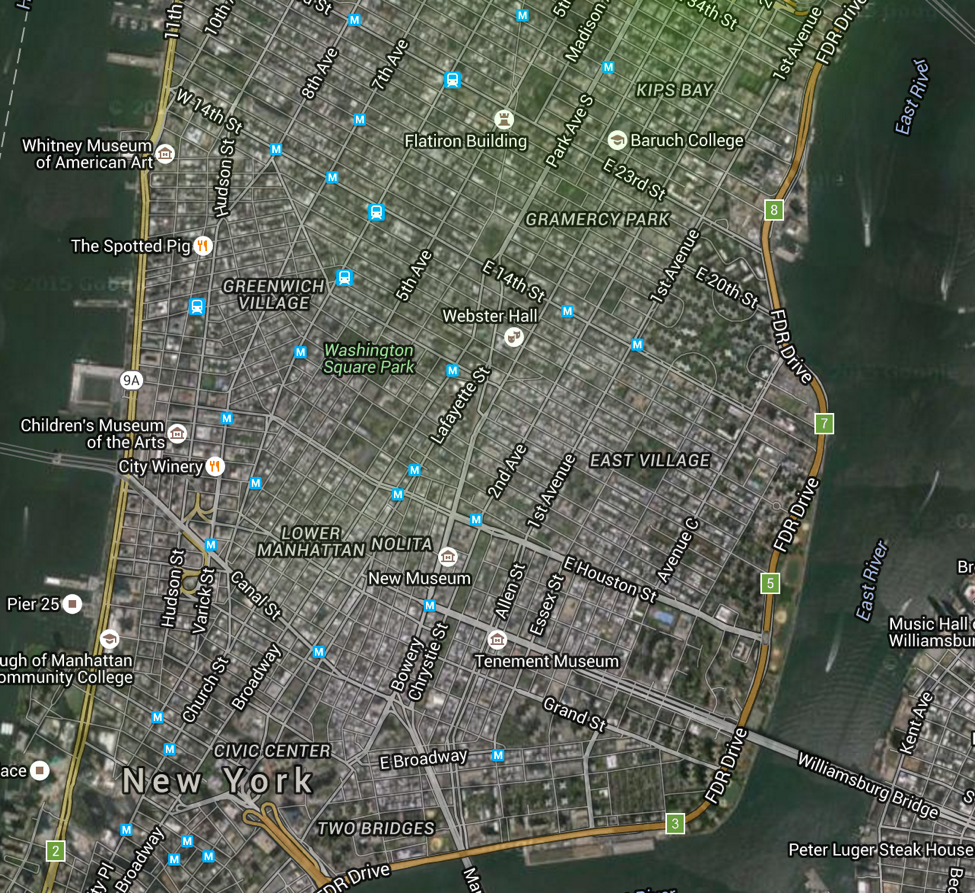 11th
10th
8th Ave
7th Ave
5th
Madison
34th St
2
1st Avenue
FDR Drive
East River
W 14th St
Hudson St
Whitney Museum
of American Art
Flatiron Building
Park Ave S
KIPS BAY
Baruch College
E 23rd St
GRAMERCY PARK
8
The Spotted Pig
GREENWICH
VILLAGE
5th Ave
E 14th St
1st Avenue
E 20th St
Webster Hall
Washington
Square Park
FDR Drive
9A
Lafayette St
7
Children's Museum
of the Arts
City Winery
2nd Ave
1st Avenue
EAST VILLAGE
FDR Drive
LOWER
MANHATTAN
NOLITA
New Museum
Avenue C
E Houston St
5
East River
Hudson St
Varick St
Canal St
Allen St
Essex St
Pier 25
ugh of Manhattan
ommunity College
Bowery
Chrystie St
Tenement Museum
Music Hall
Williamsbu
Church St
Broadway
Grand St
Kent Ave
CIVIC CENTER
E Broadway
FDR Drive
Williamsburg Bridge
ace
New York
TWO BRIDGES
3
2
Broadway
ty Pl
FDR Drive
Peter Luger Steak House
M